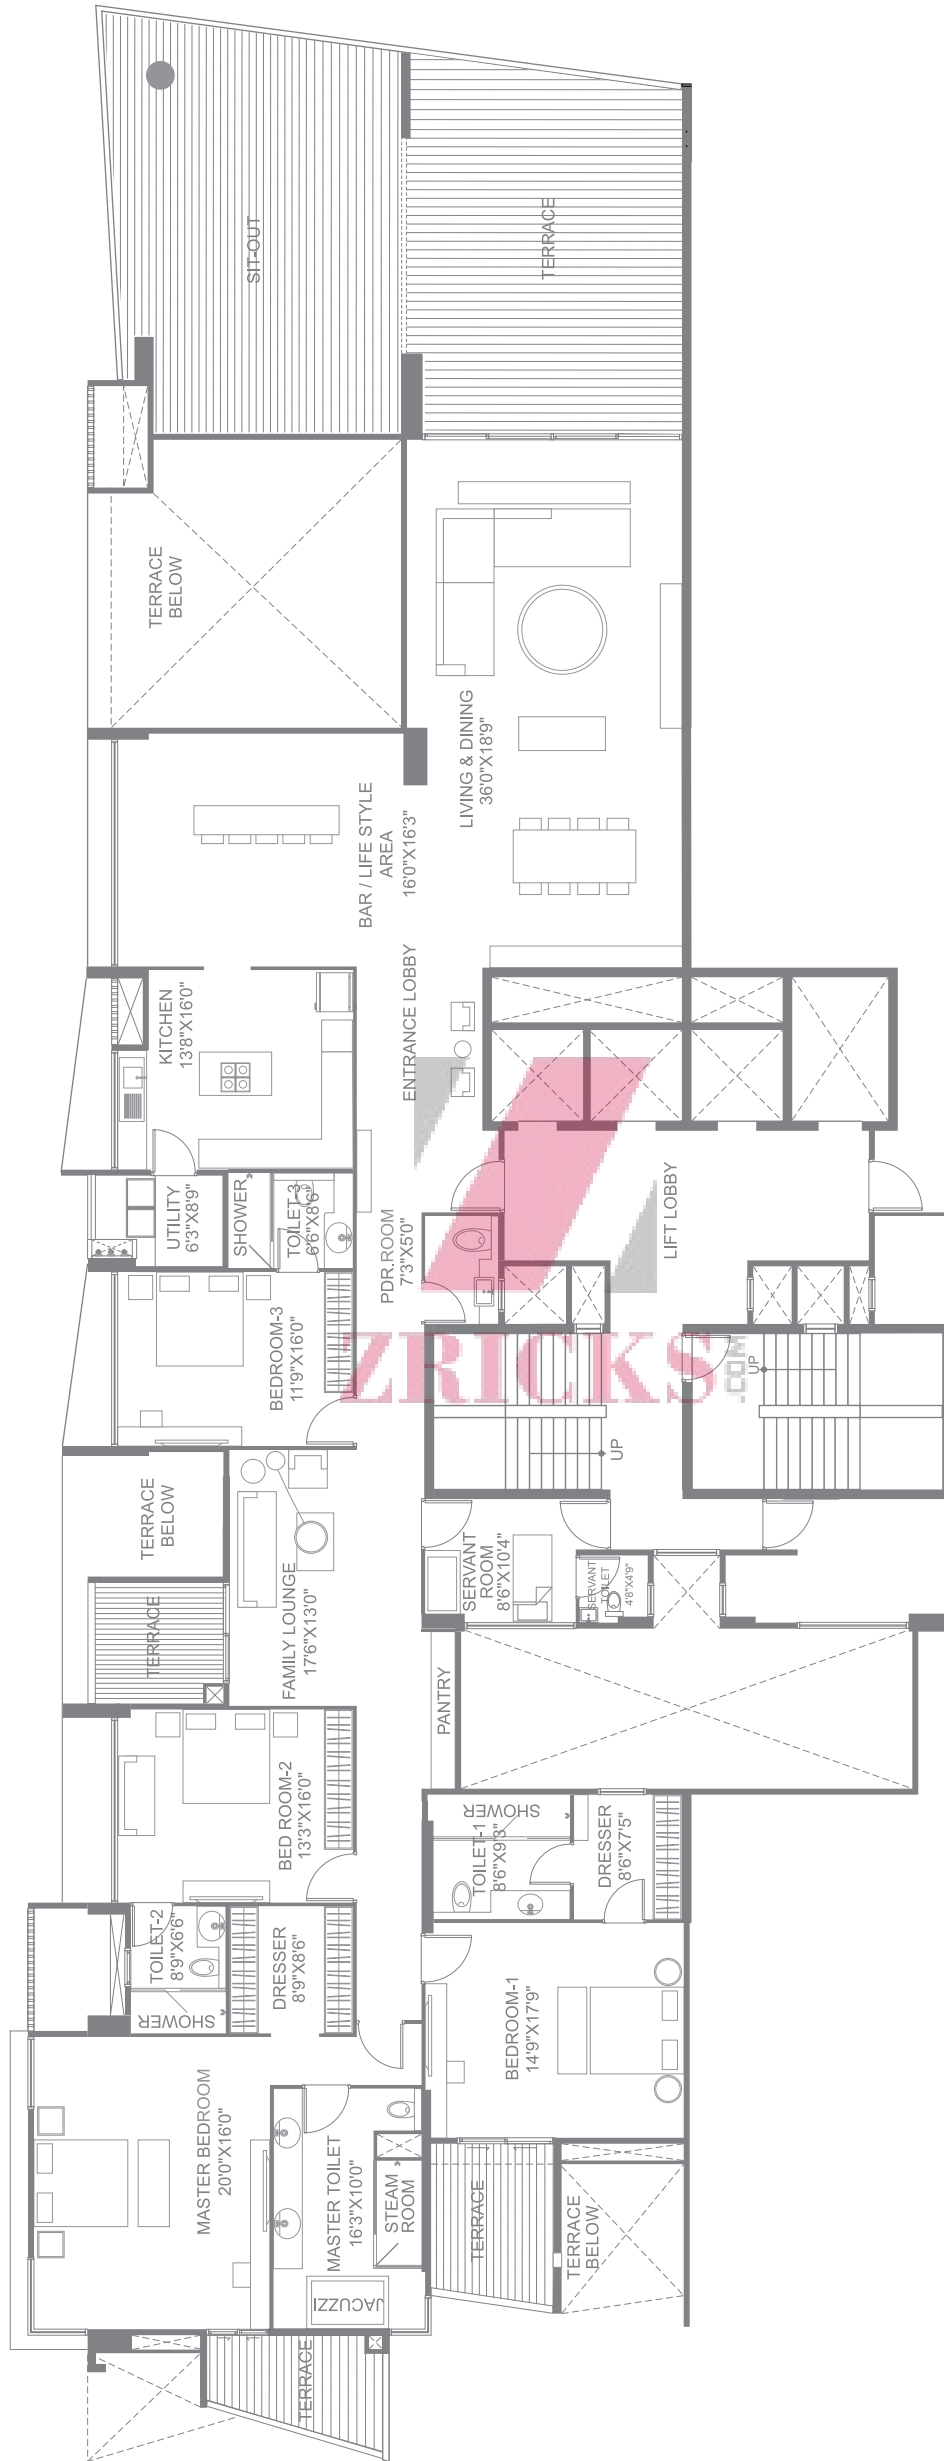 SIT-OUT
TERRACE
TERRACE
BELOW
LIVING & DINING
36'0"X18'9"
BAR / LIFE STYLE
AREA
16'0"X16'3"
KITCHEN
13'8"X16'0"
ENTRANCE LOBBY
UTILITY
6'3"X8'9"
SHOWER
TOILET-3
6'6"X8'6"
PDR.ROOM
7'3"X5'0"
LIFT LOBBY
BEDROOM-3
11'9"X16'0"
ZRICKS
.COM
UP
UP
TERRACE
BELOW
TERRACE
FAMILY LOUNGE
17'6"X13'0"
SERVANT
ROOM
8'6"X10'4"
SERVANT
TOILET
4'8"X4'9"
PANTRY
BED ROOM-2
13'3"X16'0"
SHOWER
TOILET-1
8'6"X9'3"
DRESSER
8'6"X7'5"
TOILET-2
8'9"X6'6"
SHOWER
DRESSER
8'9"X8'6"
BEDROOM-1
14'9"X17'9"
MASTER BEDROOM
20'0"X16'0"
MASTER TOILET
16'3"X10'0"
STEAM
ROOM
JACUZZI
TERRACE
TERRACE
BELOW
TERRACE